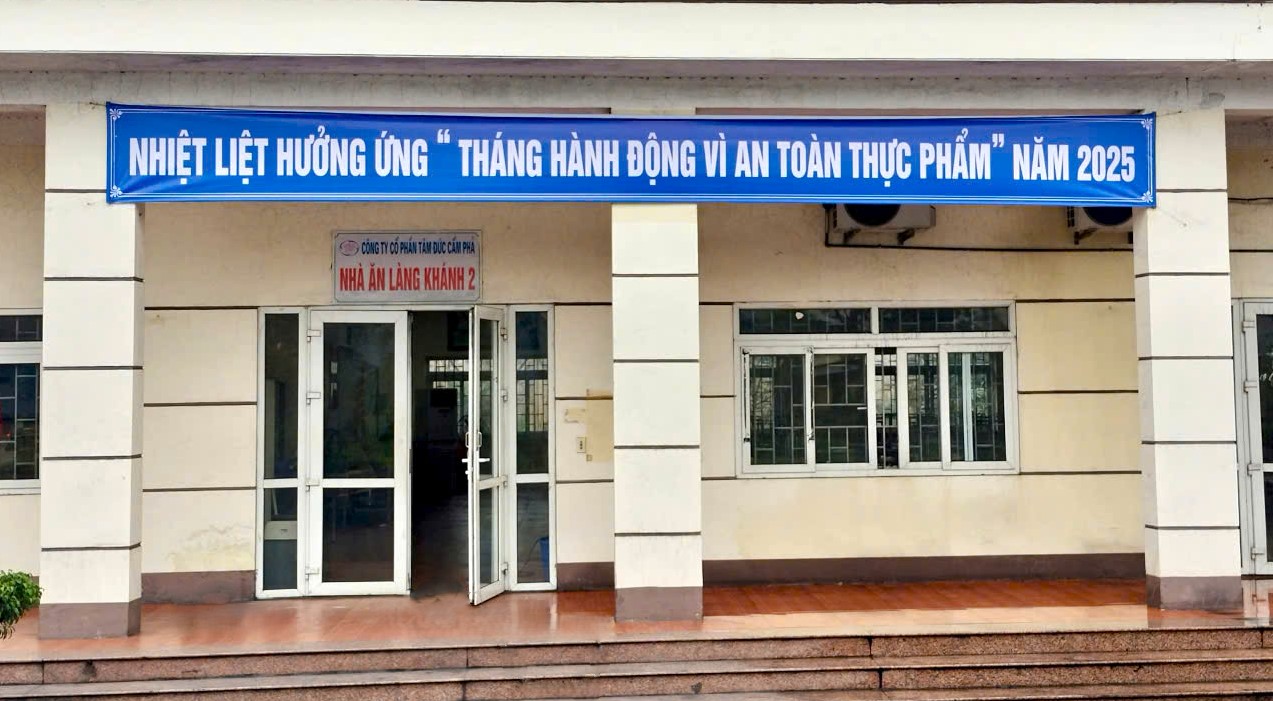 NHIỆT LIỆT HƯỞNG ỨNG “ THÁNG HÀNH ĐỘNG VÌ AN TOÀN THỰC PHẨM” NĂM 2025
CÔNG TY CỔ PHẦN TÂM ĐỨC CẨM PHẢ
NHÀ ĂN LÀNG KHÁNH 2